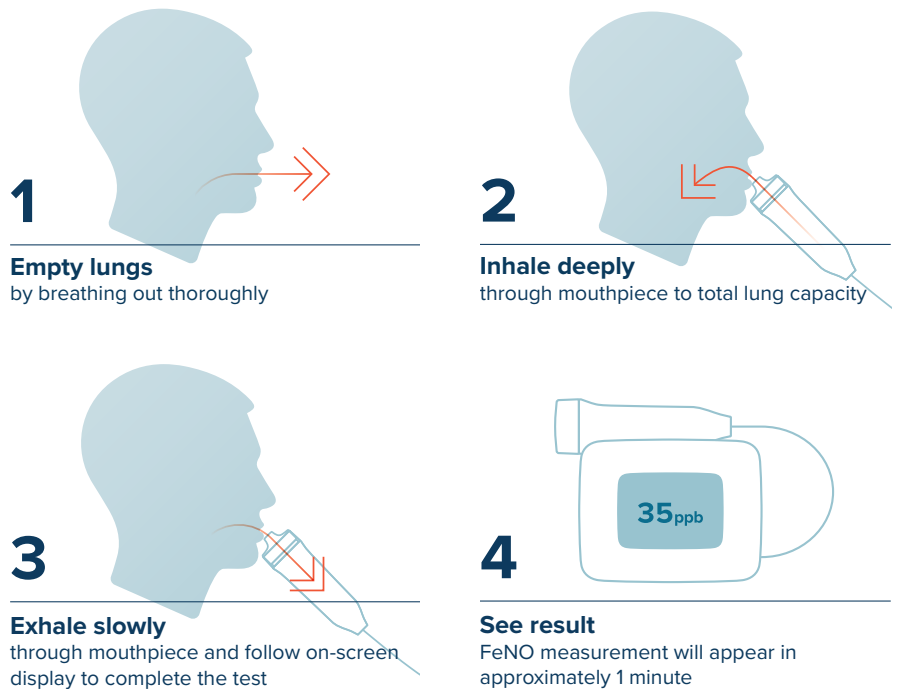 1
Empty lungs
by breathing out thoroughly
2
Inhale deeply
through mouthpiece to total lung capacity
3
Exhale slowly
through mouthpiece and follow on-screen
display to complete the test
35ppb
4
See result
FeNO measurement will appear in
approximately 1 minute